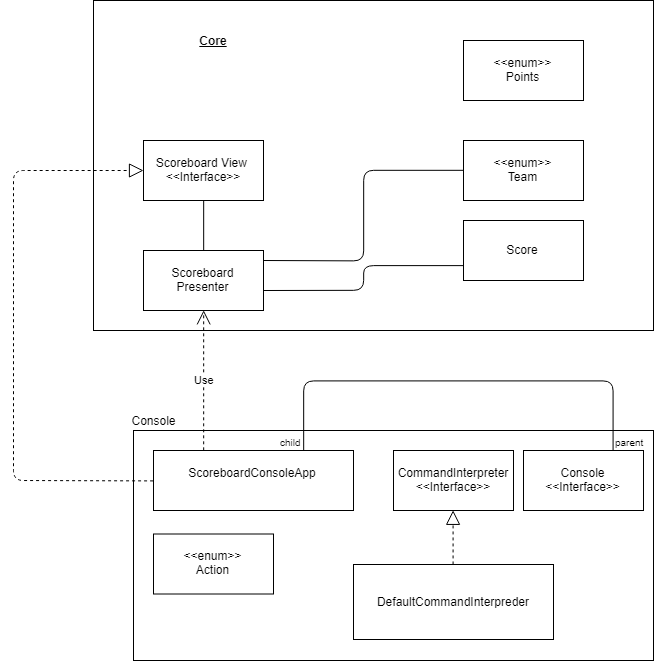 Core
<<enum>>
Points
Scoreboard View
<<Interface>>
<<enum>>
Team
Score
Scoreboard
Presenter
Use
Console
child
parent
ScoreboardConsoleApp
CommandInterpreter
<<Interface>>
Console
<<Interface>>
<<enum>>
Action
DefaultCommandInterpreder